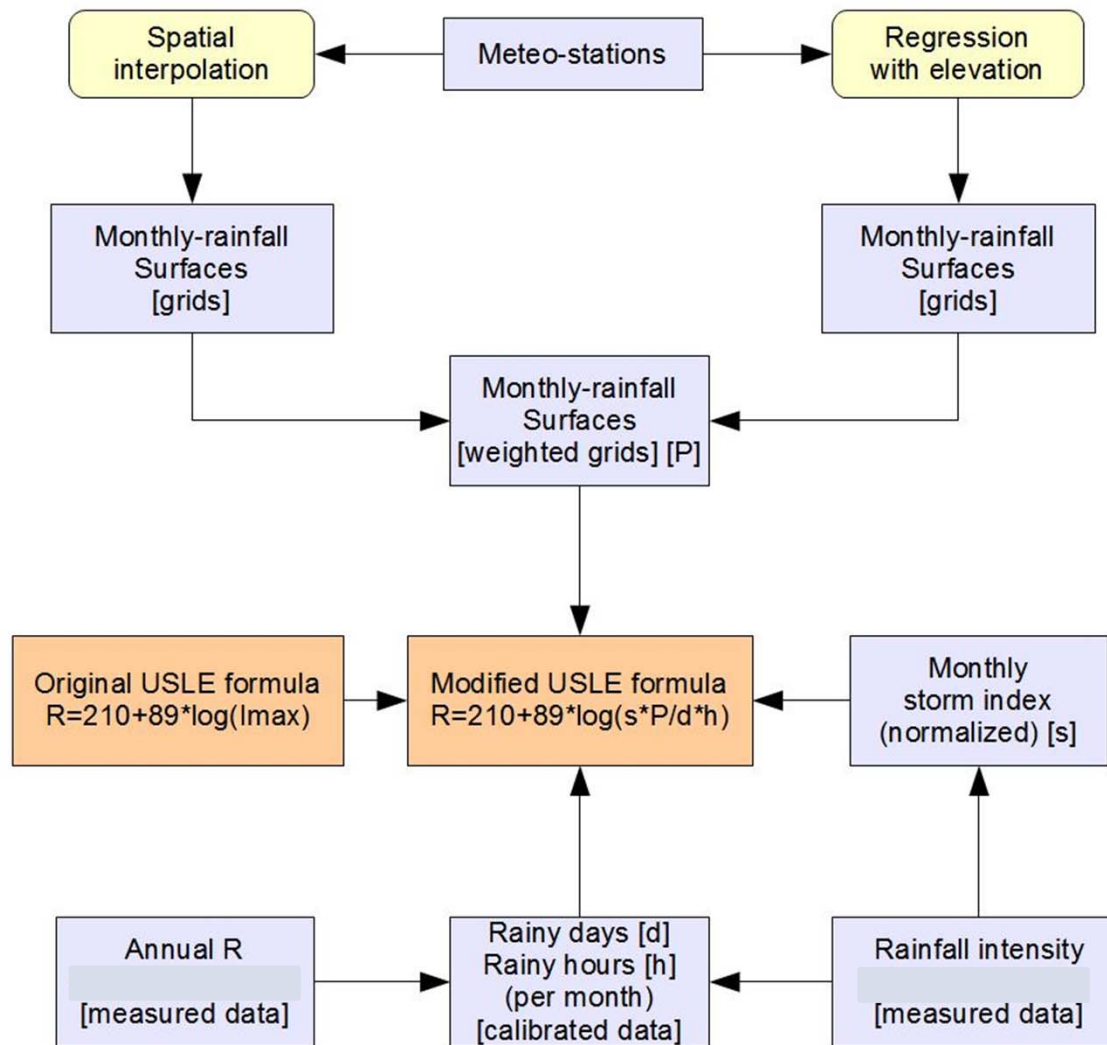 Spatial
interpolation
Meteo-stations
Regression
with elevation
Monthly-rainfall
Surfaces
[grids]
Monthly-rainfall
Surfaces
[grids]
Monthly-rainfall
Surfaces
[weighted grids] [P]
Original USLE formula
R=210+89*log(Imax)
Modified USLE formula
R=210+89*log(s*P/d*h)
Monthly
storm index
(normalized) [s]
Annual R
[measured data]
Rainy days [d]
Rainy hours [h]
(per month)
[calibrated data]
Rainfall intensity
[measured data]